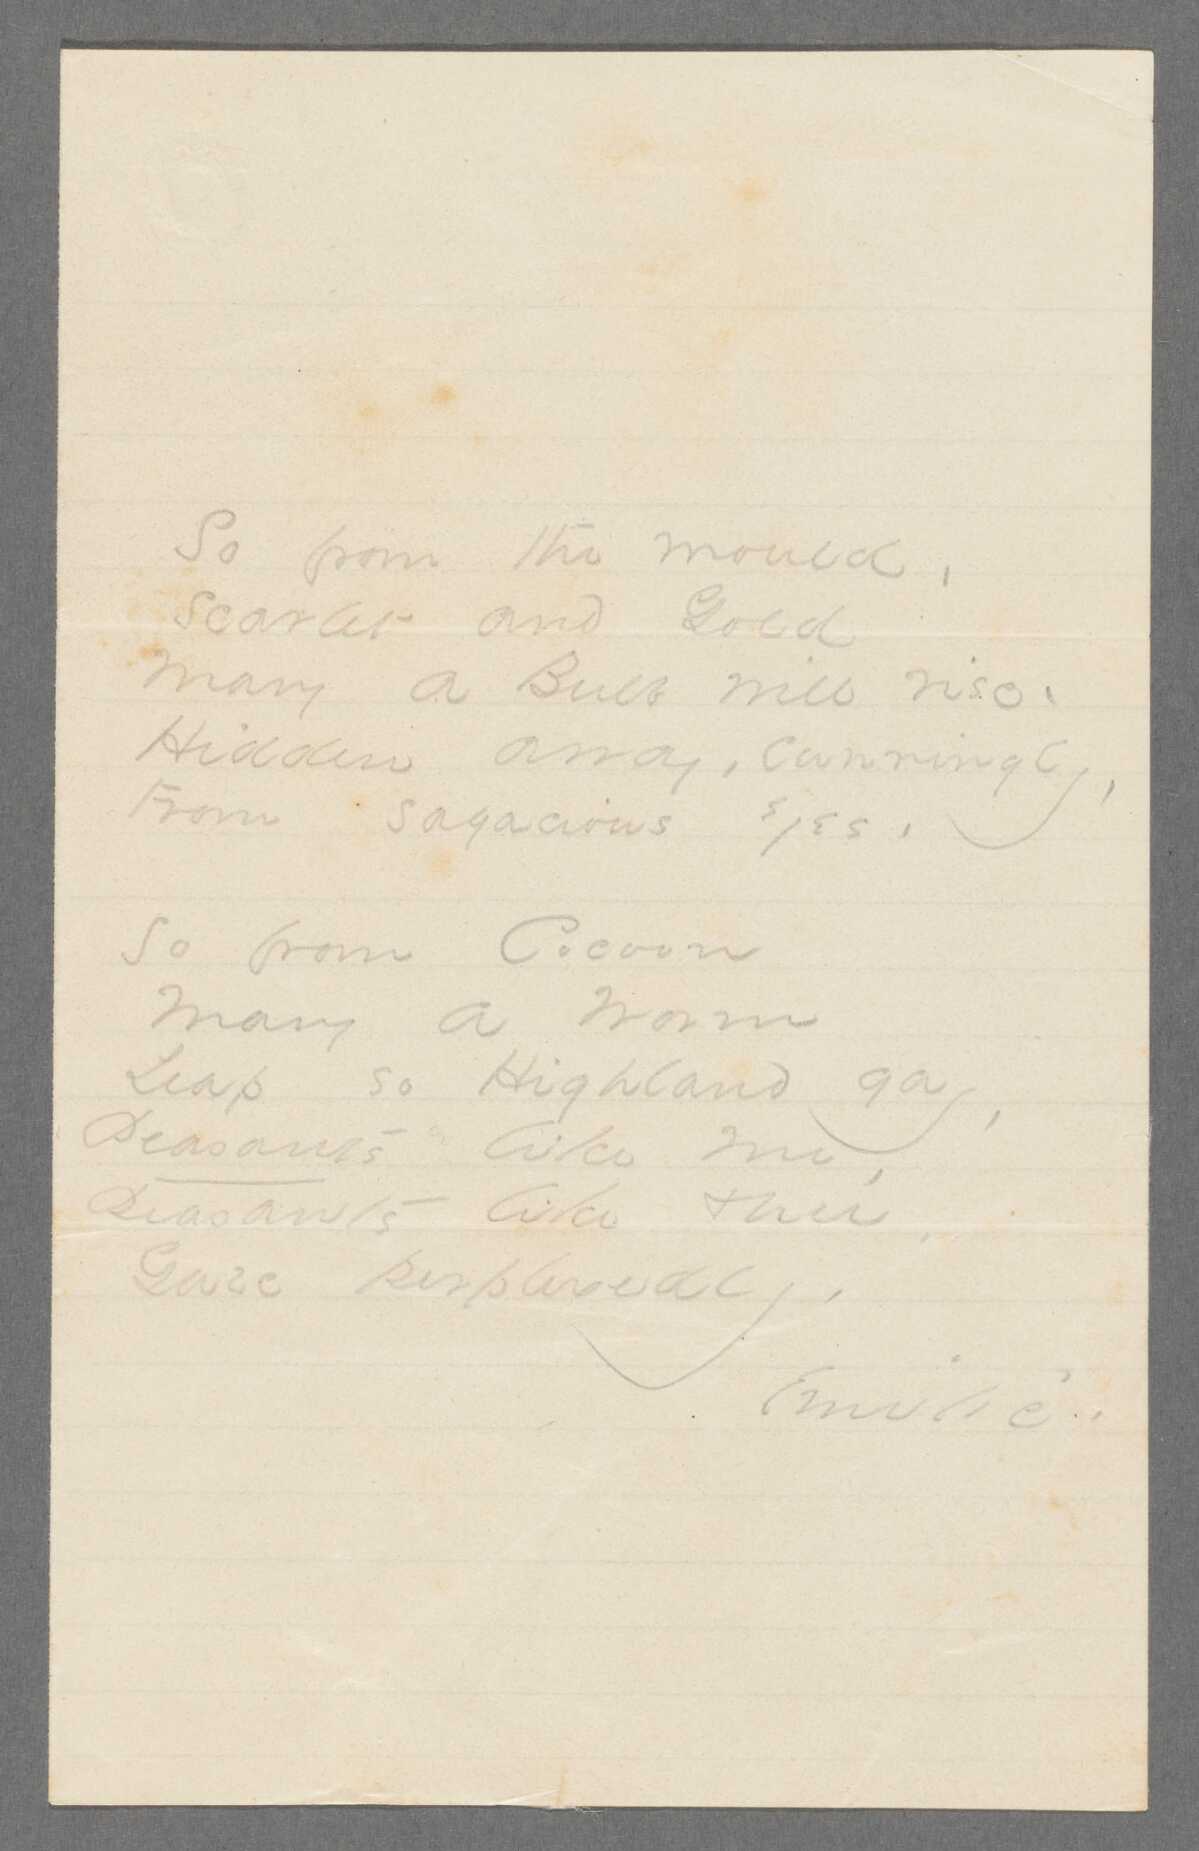 So from the mould,
Scarlet and Gold
Many a Bulb will rise.
Hidden away, cunningly,
From sagacious Eyes.
So from Cocoon
Many a Worm
Leap so Highland gay,
Peasants like me,
Peasants like thee,
Gaze perplexedly.
Emilie.